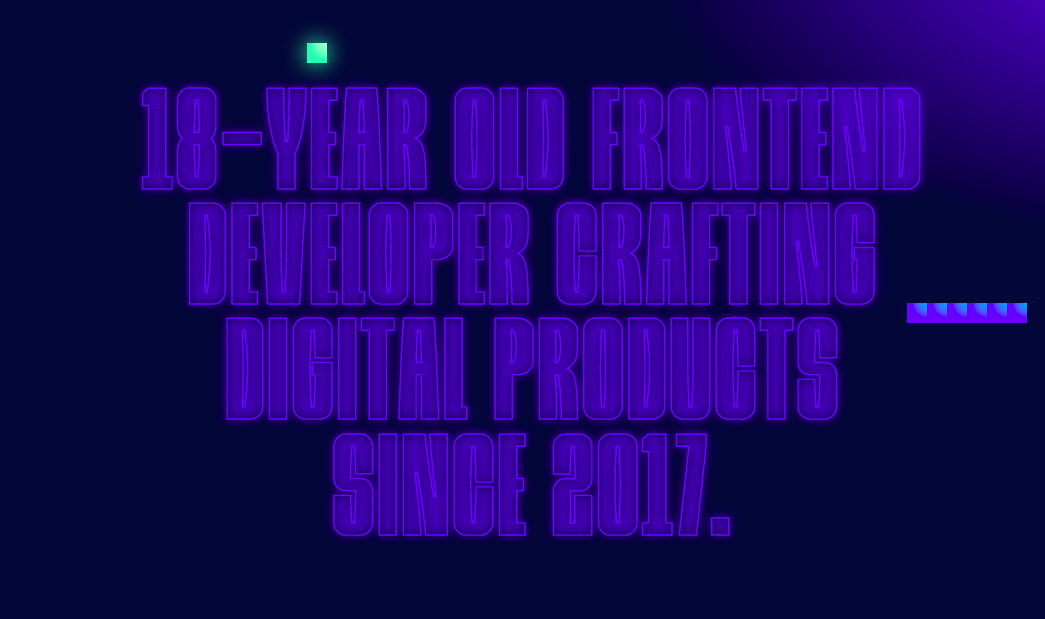 18-YEAR OLD FRONTEND
DEVELOPER CRAFTING
DIGITAL PRODUCTS
SINCE 2017.